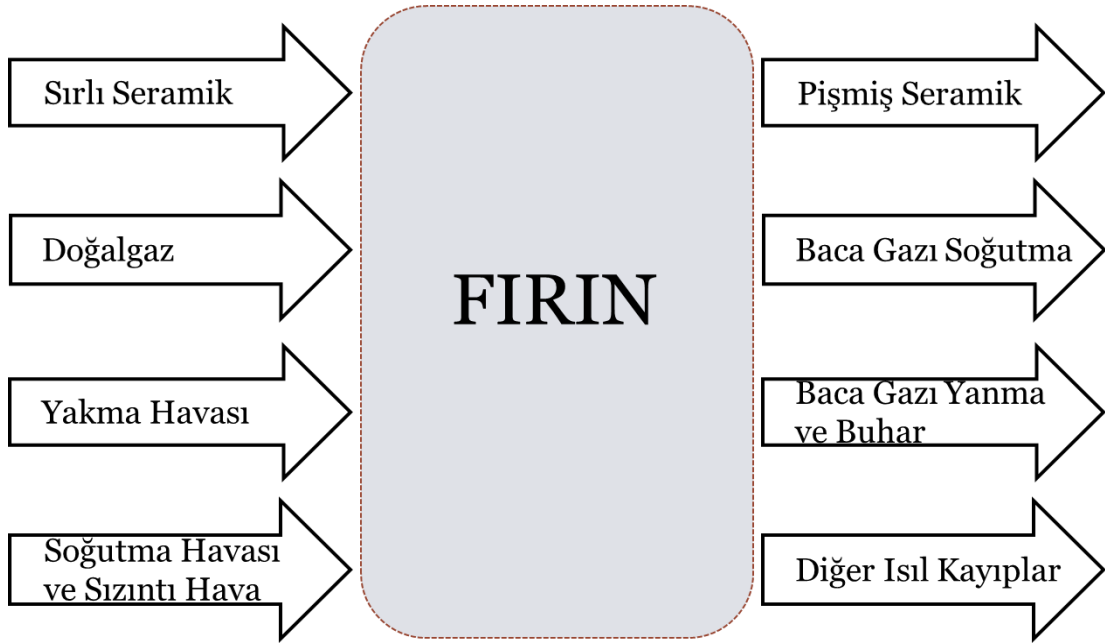 Sırlı Seramik
Doğalgaz
Yakma Havası
Soğutma Havası
ve Sızıntı Hava
FIRIN
Pişmiş Seramik
Baca Gazı Soğutma
Baca Gazı Yanma
ve Buhar
Diğer Isıl Kayıplar